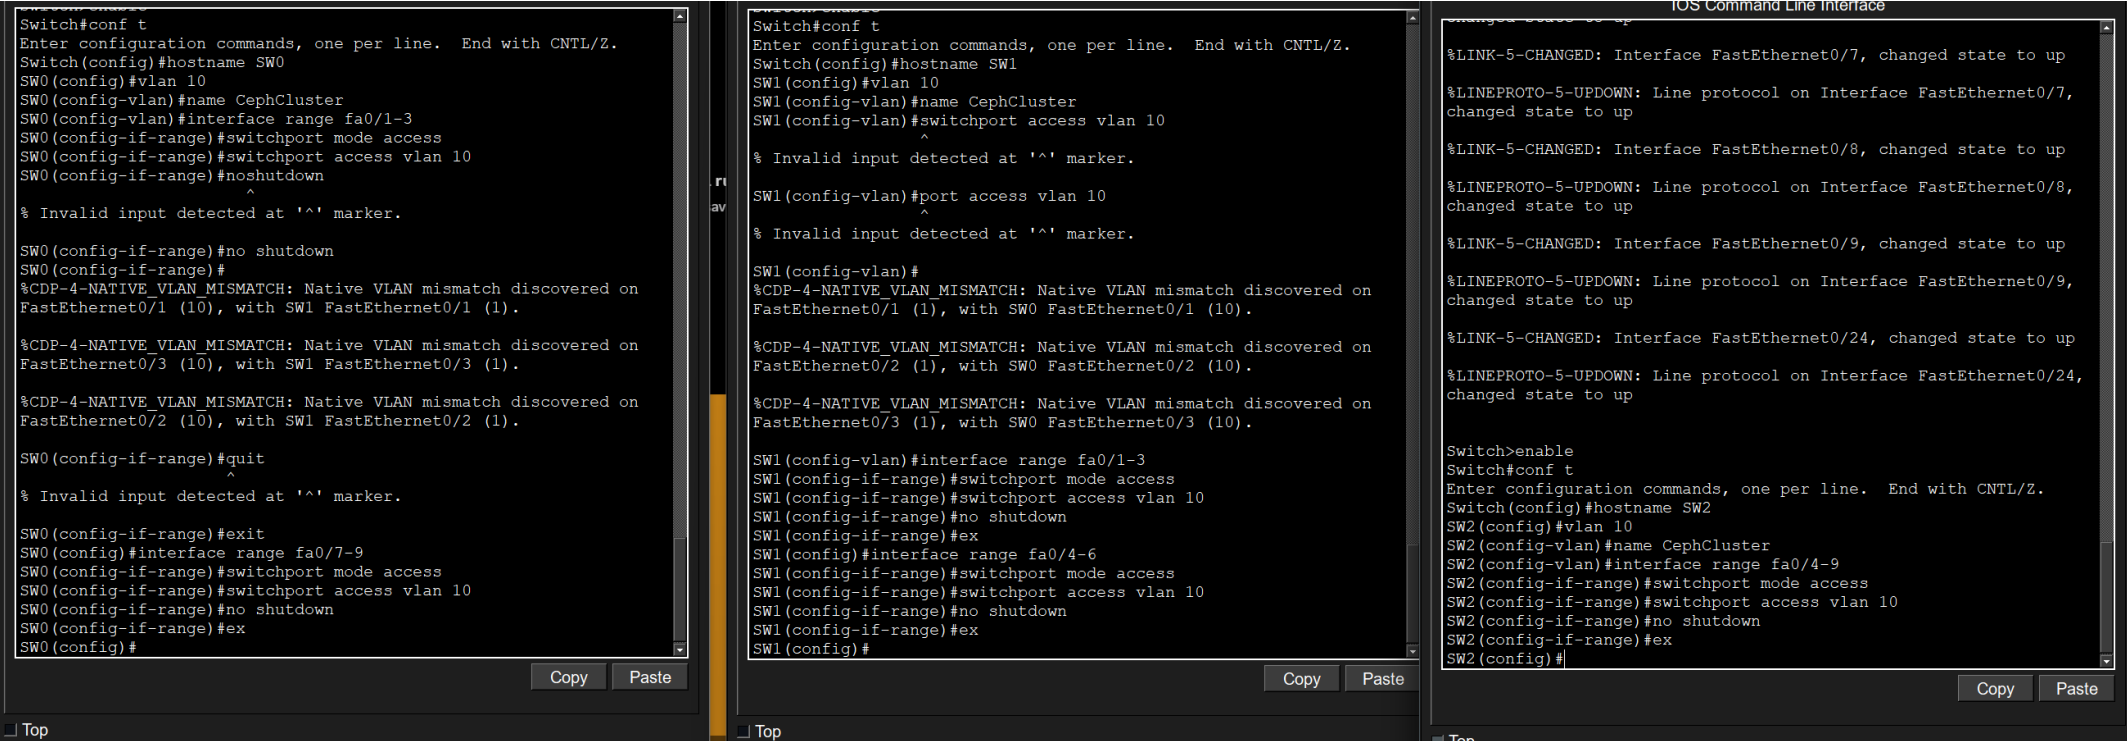 Switch#conf t
Enter configuration commands, one per line.  End with CNTL/Z.
Switch(config)#hostname SW0
SW0(config)#vlan 10
SW0(config-vlan)#name CephCluster
SW0(config-vlan)#interface range fa0/1-3
SW0(config-if-range)#switchport mode access
SW0(config-if-range)#switchport access vlan 10
SW0(config-if-range)#noshutdown
^
% Invalid input detected at '^' marker.
SW0(config-if-range)#no shutdown
SW0(config-if-range)#
%CDP-4-NATIVE_VLAN_MISMATCH: Native VLAN mismatch discovered on
FastEthernet0/1 (10), with SW1 FastEthernet0/1 (1).
%CDP-4-NATIVE_VLAN_MISMATCH: Native VLAN mismatch discovered on
FastEthernet0/3 (10), with SW1 FastEthernet0/3 (1).
%CDP-4-NATIVE_VLAN_MISMATCH: Native VLAN mismatch discovered on
FastEthernet0/2 (10), with SW1 FastEthernet0/2 (1).
SW0(config-if-range)#quit
^
% Invalid input detected at '^' marker.
SW0(config-if-range)#exit
SW0(config)#interface range fa0/7-9
SW0(config-if-range)#switchport mode access
SW0(config-if-range)#switchport access vlan 10
SW0(config-if-range)#no shutdown
SW0(config-if-range)#ex
SW0(config)#
Copy
Paste
Top
Switch#conf t
Enter configuration commands, one per line.  End with CNTL/Z.
Switch(config)#hostname SW1
SW1(config)#vlan 10
SW1(config-vlan)#name CephCluster
SW1(config-vlan)#switchport access vlan 10
^
% Invalid input detected at '^' marker.
SW1(config-vlan)#port access vlan 10
^
% Invalid input detected at '^' marker.
SW1(config-vlan)#
%CDP-4-NATIVE_VLAN_MISMATCH: Native VLAN mismatch discovered on
FastEthernet0/1 (1), with SW0 FastEthernet0/1 (10).
%CDP-4-NATIVE_VLAN_MISMATCH: Native VLAN mismatch discovered on
FastEthernet0/2 (1), with SW0 FastEthernet0/2 (10).
%CDP-4-NATIVE_VLAN_MISMATCH: Native VLAN mismatch discovered on
FastEthernet0/3 (1), with SW0 FastEthernet0/3 (10).
SW1(config-vlan)#interface range fa0/1-3
SW1(config-if-range)#switchport mode access
SW1(config-if-range)#switchport access vlan 10
SW1(config-if-range)#no shutdown
SW1(config-if-range)#ex
SW1(config)#interface range fa0/4-6
SW1(config-if-range)#switchport mode access
SW1(config-if-range)#switchport access vlan 10
SW1(config-if-range)#no shutdown
SW1(config-if-range)#ex
SW1(config)#
Copy
Paste
Top
IOS Command Line Interface
changed state to up
%LINK-5-CHANGED: Interface FastEthernet0/7, changed state to up
%LINEPROTO-5-UPDOWN: Line protocol on Interface FastEthernet0/7,
changed state to up
%LINK-5-CHANGED: Interface FastEthernet0/8, changed state to up
%LINEPROTO-5-UPDOWN: Line protocol on Interface FastEthernet0/8,
changed state to up
%LINK-5-CHANGED: Interface FastEthernet0/9, changed state to up
%LINEPROTO-5-UPDOWN: Line protocol on Interface FastEthernet0/9,
changed state to up
%LINK-5-CHANGED: Interface FastEthernet0/24, changed state to up
%LINEPROTO-5-UPDOWN: Line protocol on Interface FastEthernet0/24,
changed state to up
Switch>enable
Switch#conf t
Enter configuration commands, one per line.  End with CNTL/Z.
Switch(config)#hostname SW2
SW2(config)#vlan 10
SW2(config-vlan)#name CephCluster
SW2(config-vlan)#interface range fa0/4-9
SW2(config-if-range)#switchport mode access
SW2(config-if-range)#switchport access vlan 10
SW2(config-if-range)#no shutdown
SW2(config-if-range)#ex
SW2(config)#
Copy
Paste
Top